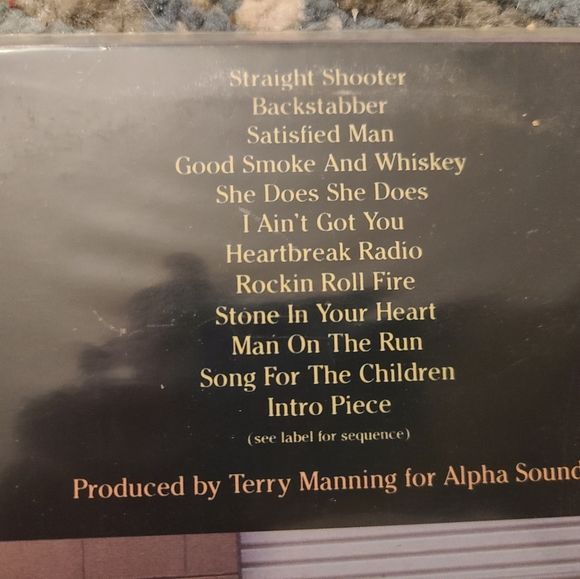 Straight Shooter
Backstabber
Satisfied Man
Good Smoke And Whiskey
She Does She Does
I Ain't Got You
Heartbreak Radio
Rockin Roll Fire
Stone In Your Heart
Man On The Run
Song For The Children
Intro Piece
(see label for sequence)
Produced by Terry Manning for Alpha Sound